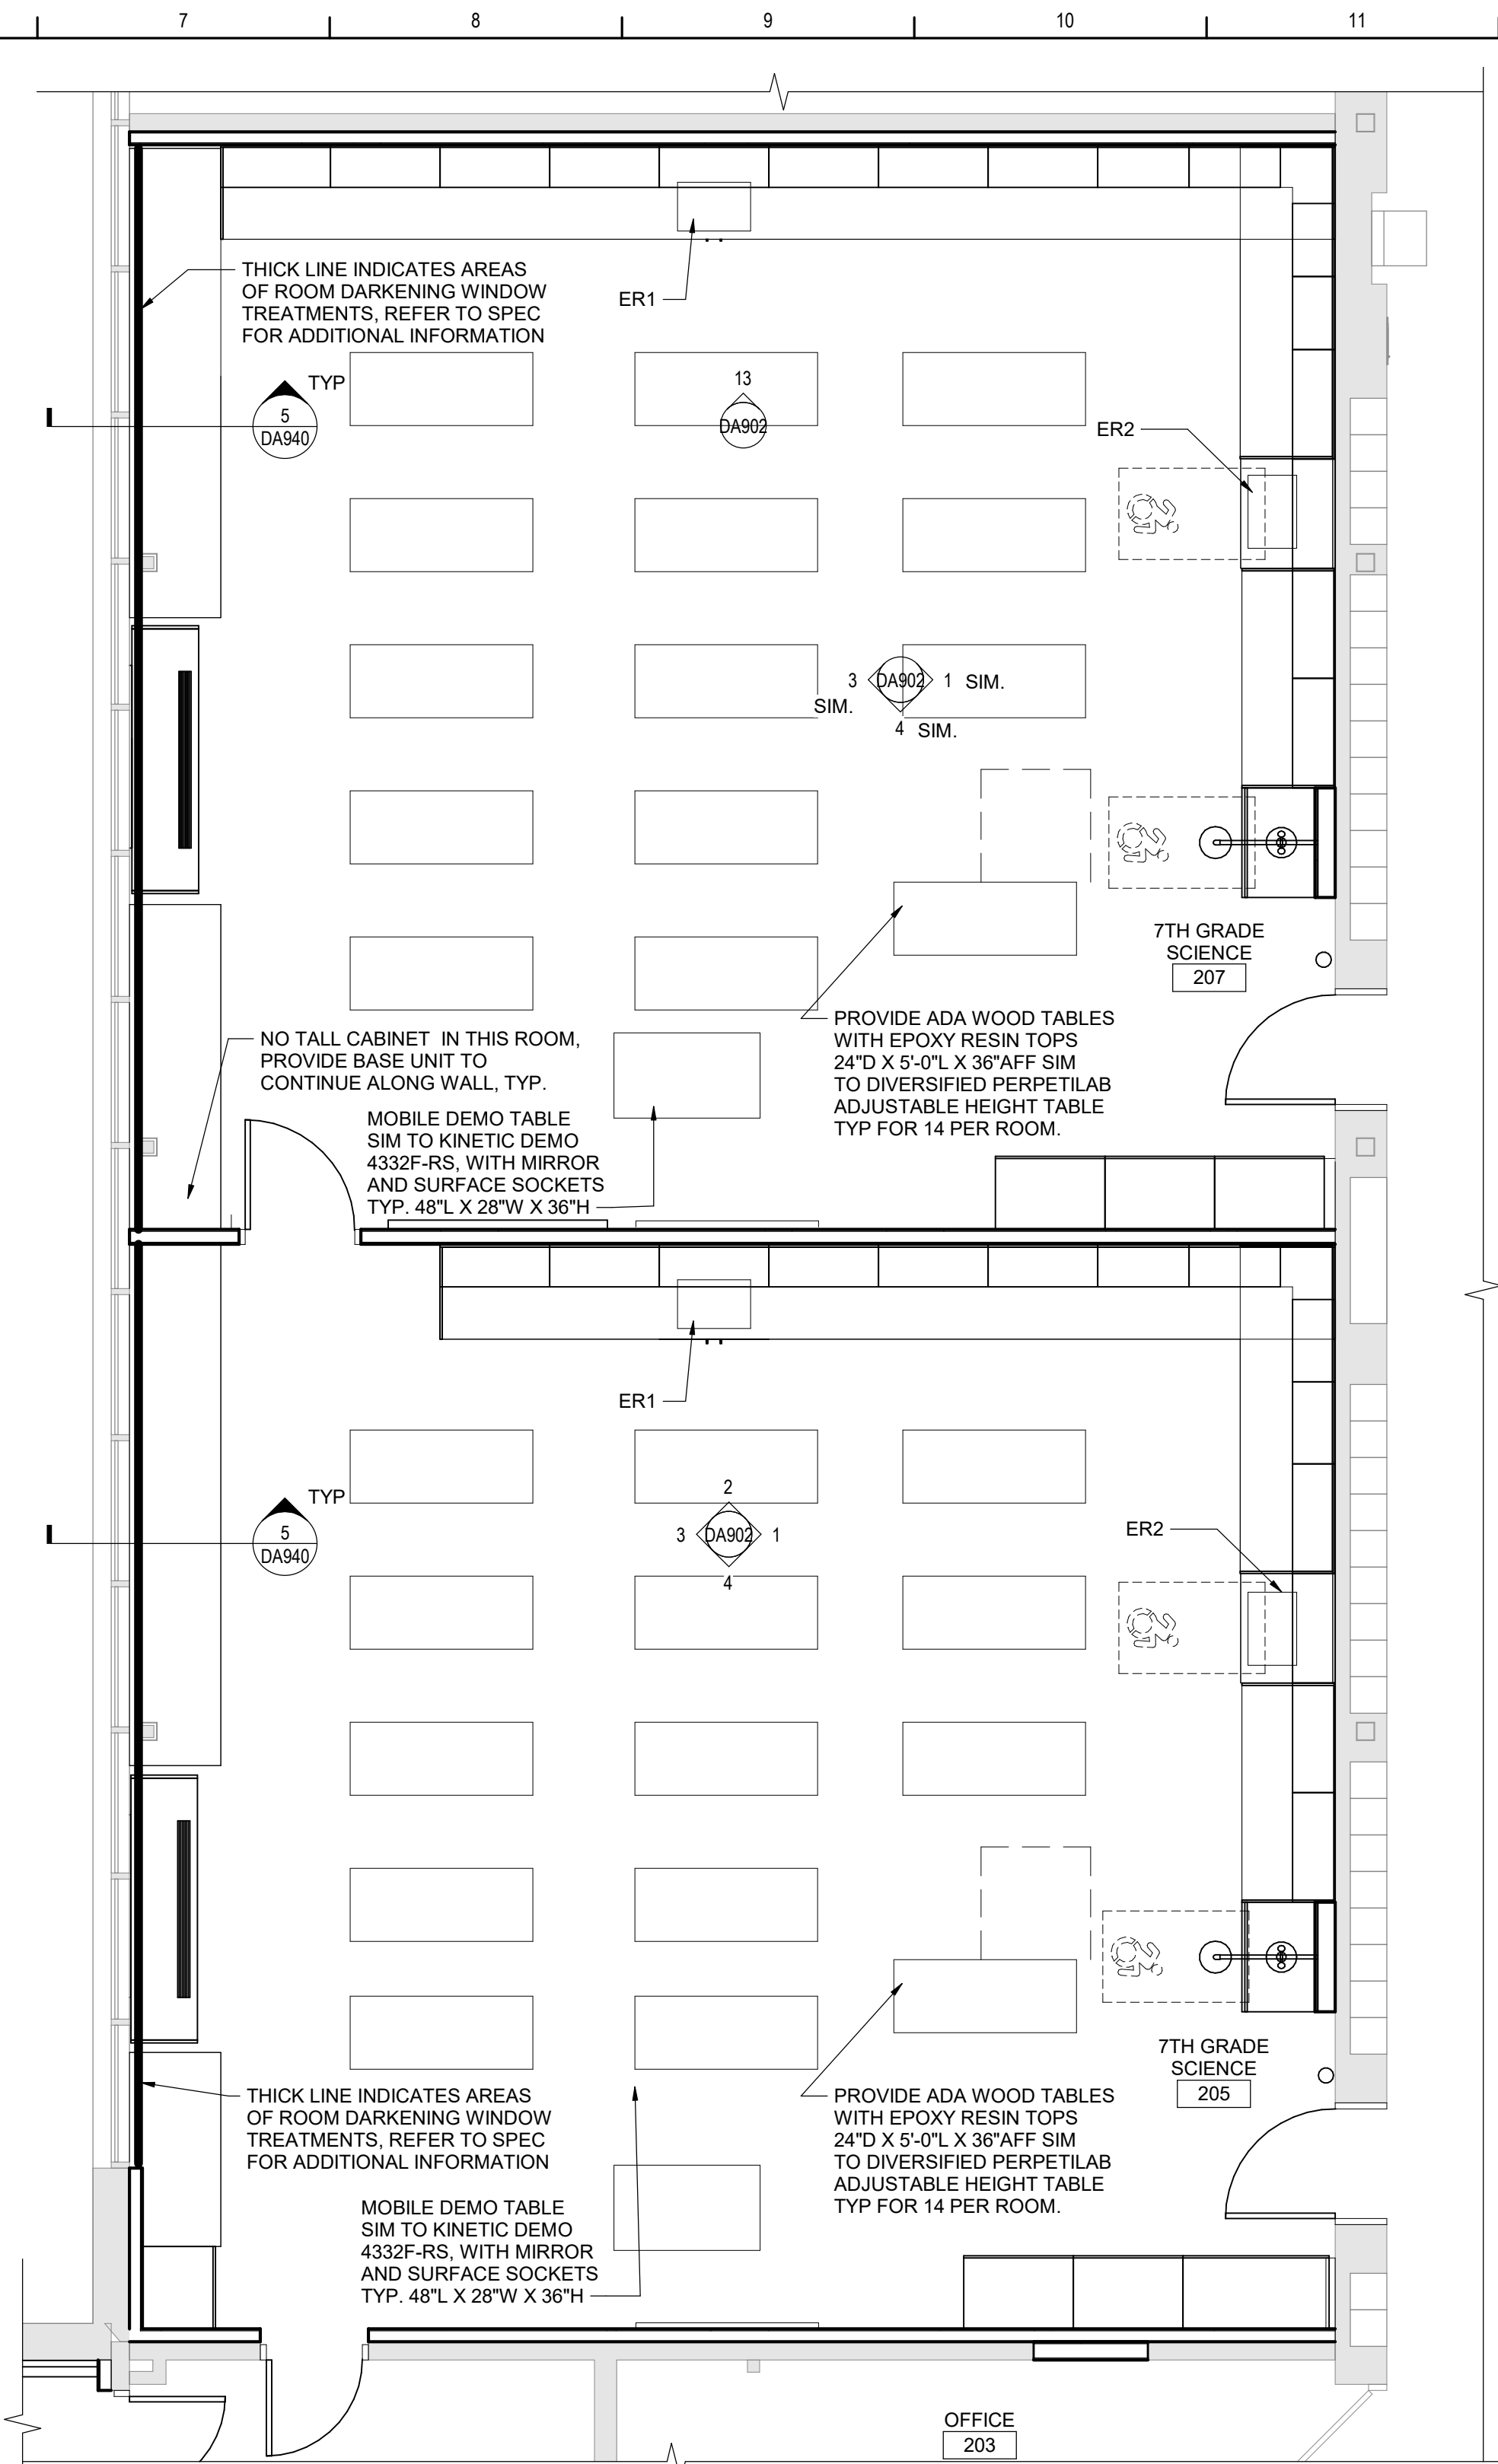 7
8
9
10
11
THICK LINE INDICATES AREAS
OF ROOM DARKENING WINDOW
TREATMENTS, REFER TO SPEC
FOR ADDITIONAL INFORMATION
ER1
TYP
5
DA940
13
DA902
ER2
3
DA902
1
SIM.
SIM.
4
SIM.
7TH GRADE
SCIENCE
207
NO TALL CABINET IN THIS ROOM,
PROVIDE BASE UNIT TO
CONTINUE ALONG WALL, TYP.
PROVIDE ADA WOOD TABLES
WITH EPOXY RESIN TOPS
24"D X 5'-0"L X 36"AFF SIM
TO DIVERSIFIED PERPETILAB
ADJUSTABLE HEIGHT TABLE
TYP FOR 14 PER ROOM.
MOBILE DEMO TABLE
SIM TO KINETIC DEMO
4332F-RS, WITH MIRROR
AND SURFACE SOCKETS
TYP. 48"L X 28"W X 36"H
ER1
TYP
5
DA940
2
3
DA902
1
4
ER2
7TH GRADE
SCIENCE
205
THICK LINE INDICATES AREAS
OF ROOM DARKENING WINDOW
TREATMENTS, REFER TO SPEC
FOR ADDITIONAL INFORMATION
PROVIDE ADA WOOD TABLES
WITH EPOXY RESIN TOPS
24"D X 5'-0"L X 36"AFF SIM
TO DIVERSIFIED PERPETILAB
ADJUSTABLE HEIGHT TABLE
TYP FOR 14 PER ROOM.
MOBILE DEMO TABLE
SIM TO KINETIC DEMO
4332F-RS, WITH MIRROR
AND SURFACE SOCKETS
TYP. 48"L X 28"W X 36"H
OFFICE
203